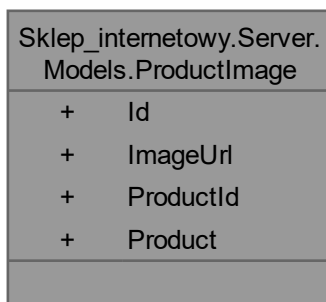 Sklep_internetowy.Server.
Models.ProductImage
+ Id
+ ImageUrl
+ ProductId
+ Product